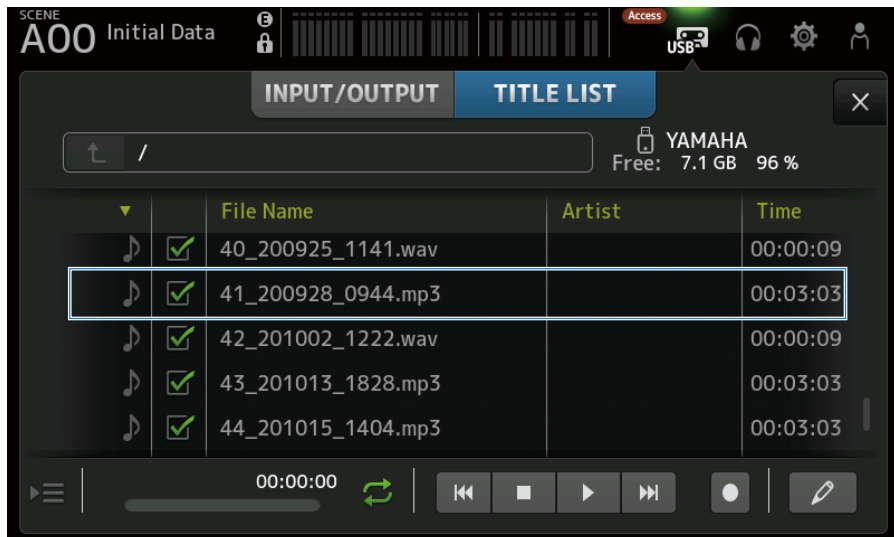 SCENE
A00 Initial Data
E
Access
USB
INPUT/OUTPUT TITLE LIST
/
YAMAHA
Free: 7.1 GB 96 %
File Name Artist Time
40_200925_1141.wav 00:00:09
41_200928_0944.mp3 00:03:03
42_201002_1222.wav 00:00:09
43_201013_1828.mp3 00:03:03
44_201015_1404.mp3 00:03:03
00:00:00